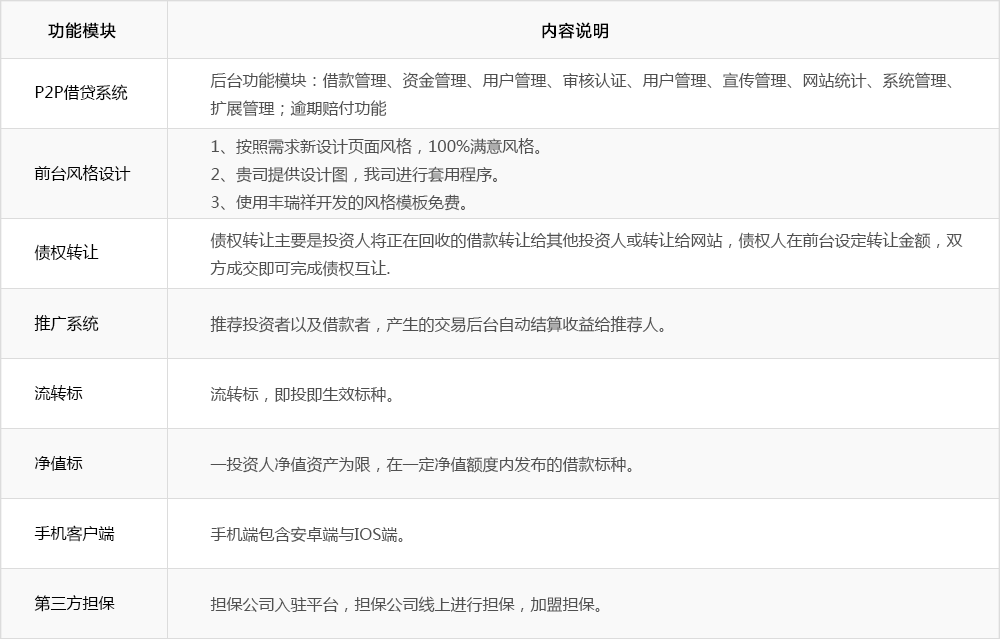 功能模块
内容说明
P2P借贷系统
后台功能模块：借款管理、资金管理、用户管理、审核认证、用户管理、宣传管理、网站统计、系统管理、
扩展管理；逾期赔付功能
前台风格设计
1、按照需求新设计页面风格，100%满意风格。
2、贵司提供设计图，我司进行套用程序。
3、使用丰瑞祥开发的风格模板免费。
债权转让
债权转让主要是投资人将正在回收的借款转让给其他投资人或转让给网站，债权人在前台设定转让金额，双
方成交即可完成债权互让.
推广系统
推荐投资者以及借款者，产生的交易后台自动结算收益给推荐人。
流转标
流转标，即投即生效标种。
净值标
一投资人净值资产为限，在一定净值额度内发布的借款标种。
手机客户端
手机端包含安卓端与IOS端。
第三方担保
担保公司入驻平台，担保公司线上进行担保，加盟担保。